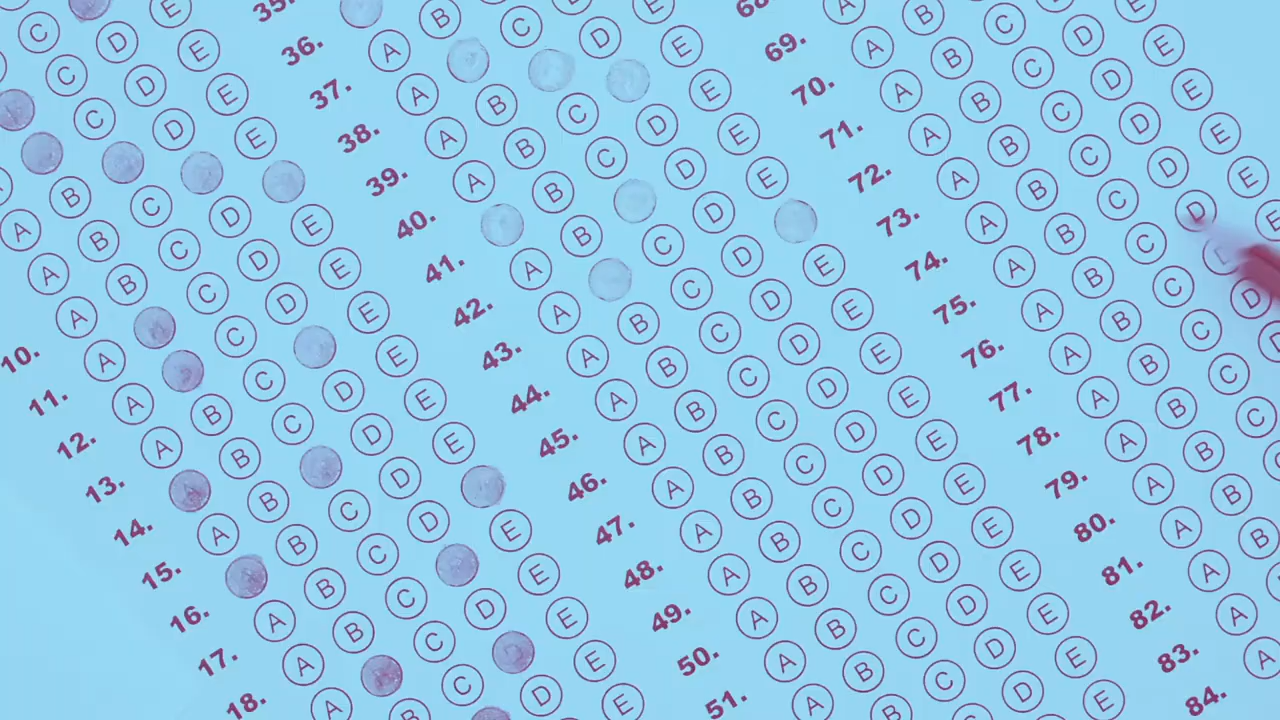 C
C D E
B C D E
A B C E
A B C D
10. A C D E
11. A C D E
12. A B C E
13. B C D E
14. A B D E
15. B C D E
16. A B C D
17. A B C E
18. A C D E
B C E
C D E
E
35.
36. A B
37. A C
38. A B D E
39. A B C E
40. B C D E
41. A B D E
42. A C D E
43. A B C D
44. A B C D E
45. A B C D E
46. A B C D E
47. A B C D E
48. A B C D E
49. A B C D E
50. A B C D E
51. A B C D E
B C D E
D E
E
68. A
69. A B
70. A B C
71. A B C D E
72. A B C D E
73. A B C D E
74. A B C D E
75. A B C D E
76. A B C E
77. A B C D
78. A B C D
79. A B C
80. A B C
81. A B
82. A
83. A
84.